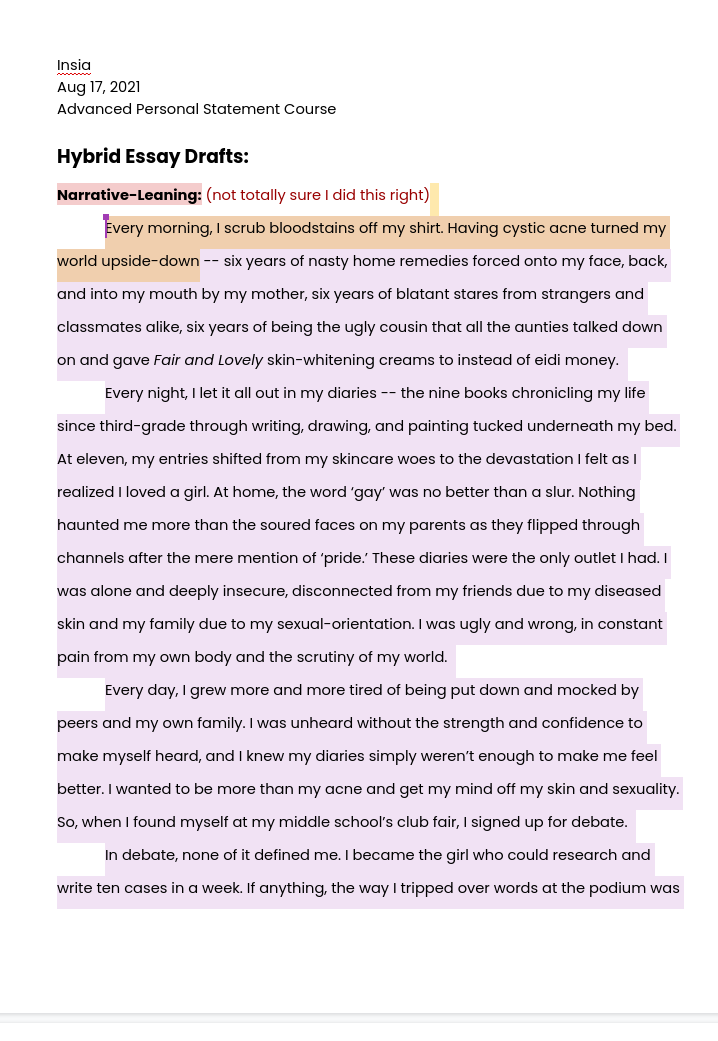 Insia
Aug 17, 2021
Advanced Personal Statement Course
Hybrid Essay Drafts:
Narrative-Leaning: (not totally sure I did this right)
Every morning, I scrub bloodstains off my shirt. Having cystic acne turned my
world upside-down -- six years of nasty home remedies forced onto my face, back,
and into my mouth by my mother, six years of blatant stares from strangers and
classmates alike, six years of being the ugly cousin that all the aunties talked down
on and gave Fair and Lovely skin-whitening creams to instead of eidi money.
Every night, I let it all out in my diaries -- the nine books chronicling my life
since third-grade through writing, drawing, and painting tucked underneath my bed.
At eleven, my entries shifted from my skincare woes to the devastation I felt as I
realized I loved a girl. At home, the word ‘gay’ was no better than a slur. Nothing
haunted me more than the soured faces on my parents as they flipped through
channels after the mere mention of ‘pride.’ These diaries were the only outlet I had. I
was alone and deeply insecure, disconnected from my friends due to my diseased
skin and my family due to my sexual-orientation. I was ugly and wrong, in constant
pain from my own body and the scrutiny of my world.
Every day, I grew more and more tired of being put down and mocked by
peers and my own family. I was unheard without the strength and confidence to
make myself heard, and I knew my diaries simply weren’t enough to make me feel
better. I wanted to be more than my acne and get my mind off my skin and sexuality.
So, when I found myself at my middle school’s club fair, I signed up for debate.
In debate, none of it defined me. I became the girl who could research and
write ten cases in a week. If anything, the way I tripped over words at the podium was